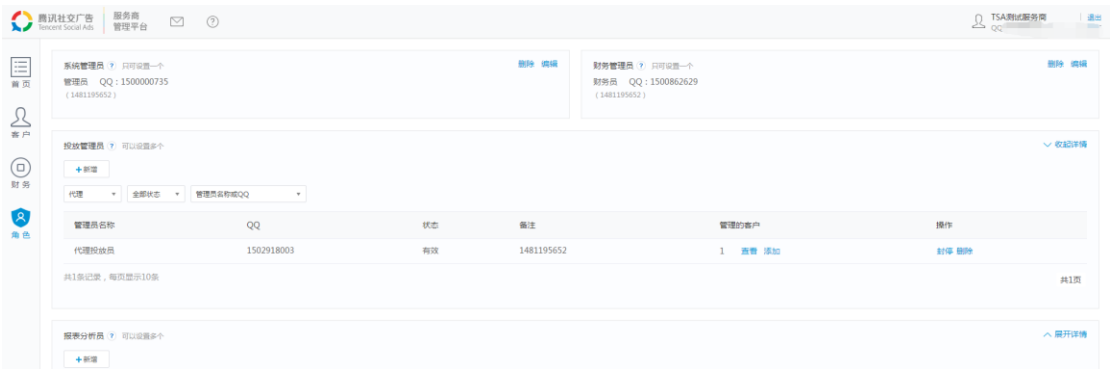 腾讯社交广告
Tencent Social Ads
服务商
管理平台
TSA测试服务商
退出
QQ
首页
客户
财务
角色
系统管理员 ? 只可设置一个
删除 编辑
管理员 QQ：1500000735
（1481195652）
财务管理员 ? 只可设置一个
删除 编辑
财务员 QQ：1500862629
（1481195652）
投放管理员 ? 可以设置多个
收起详情
+新增
代理 全部状态 管理员名称或QQ
管理员名称 QQ 状态 备注 管理的客户 操作
代理投放员 1502918003 有效 1481195652 1 查看 添加 封停 删除
共1条记录，每页显示10条
共1页
报表分析员 ? 可以设置多个
展开详情
+新增